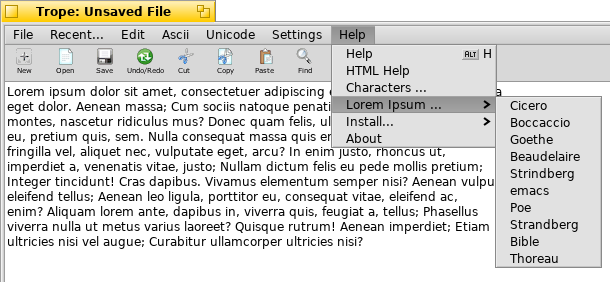 Trope: Unsaved File
File Recent... Edit Ascii Unicode Settings Help
New Open Save Undo/Redo Cut Copy Paste Find
Help ALT H
HTML Help
Characters ...
Lorem Ipsum ...
Install...
About
Cicero
Boccaccio
Goethe
Beaudelaire
Strindberg
emacs
Poe
Strandberg
Bible
Thoreau
Lorem ipsum dolor sit amet, consectetuer adipiscing a
eget dolor. Aenean massa; Cum sociis natoque penati
montes, nascetur ridiculus mus? Donec quam felis, ul
eu, pretium quis, sem. Nulla consequat massa quis en
fringilla vel, aliquet nec, vulputate eget, arcu? In enim justo, rhoncus ut,
imperdiet a, venenatis vitae, justo; Nullam dictum felis eu pede mollis pretium;
Integer tincidunt! Cras dapibus. Vivamus elementum semper nisi? Aenean vulpu
eleifend tellus; Aenean leo ligula, porttitor eu, consequat vitae, eleifend ac,
enim? Aliquam lorem ante, dapibus in, viverra quis, feugiat a, tellus; Phasellus
viverra nulla ut metus varius laoreet? Quisque rutrum! Aenean imperdiet; Etiam
ultricies nisi vel augue; Curabitur ullamcorper ultricies nisi?